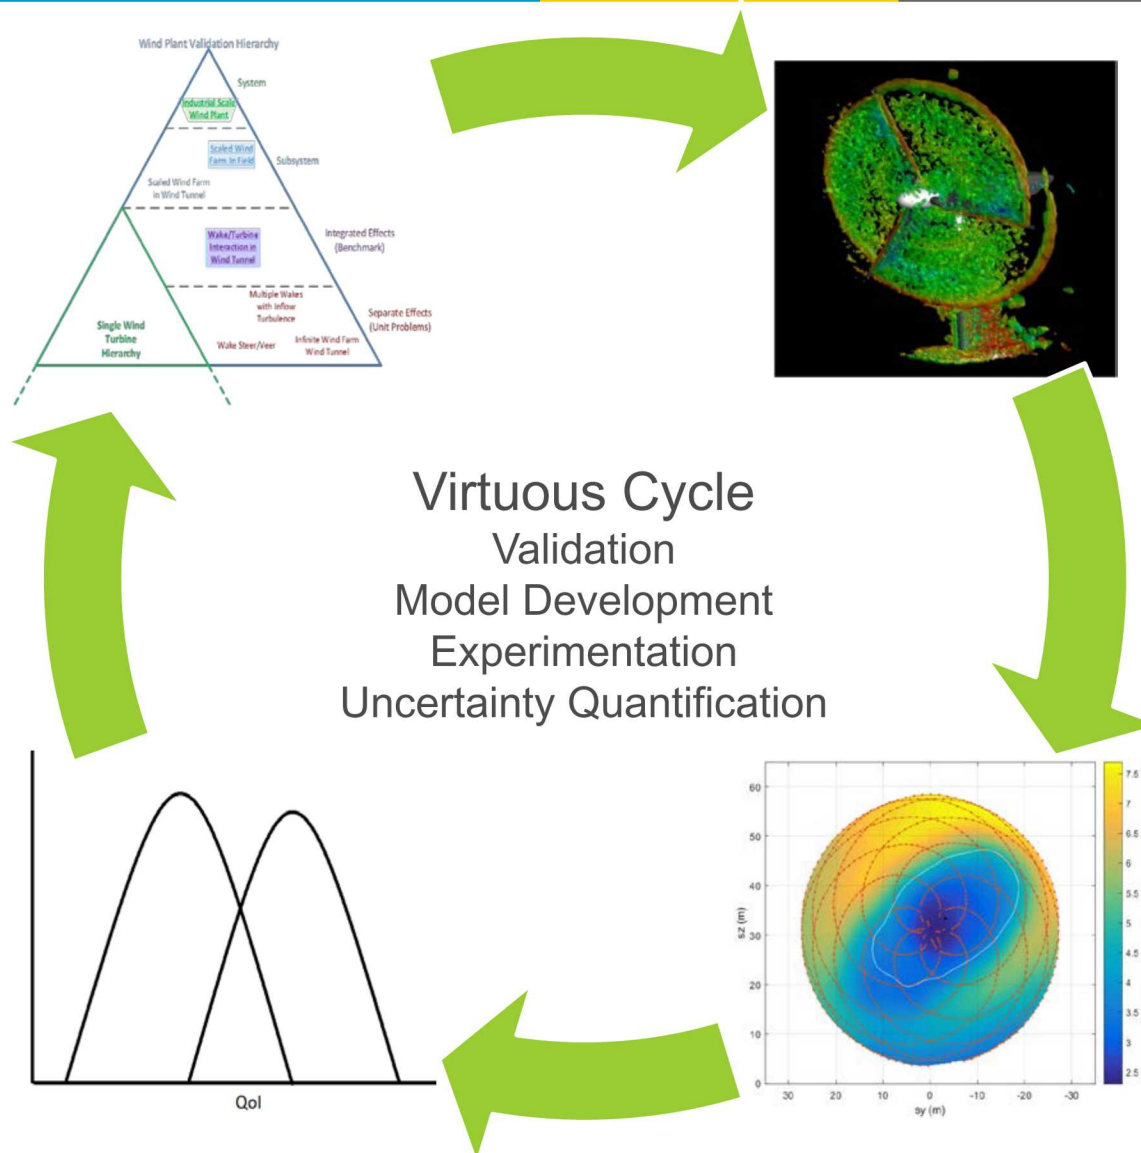 Wind Plant Validation Hierarchy
System
Industrial Scale
Wind Plant
Scaled Wind
Farm In Field
Subsystem
Scaled Wind Farm
in Wind Tunnel
Wake/Turbine
Interaction in
Wind Tunnel
Integrated Effects
(Benchmark)
Multiple Wakes
with Inflow
Turbulence
Separate Effects
(Unit Problems)
Single Wind
Turbine
Hierarchy
Wake Steer/Veer
Infinite Wind Farm
Wind Tunnel
Virtuous Cycle
Validation
Model Development
Experimentation
Uncertainty Quantification
QoI
60
50
40
30
20
10
0
sz (m)
30
20
10
0
-10
-20
-30
sy (m)
7.5
7
6.5
6
5.5
5
4.5
4
3.5
3
2.5